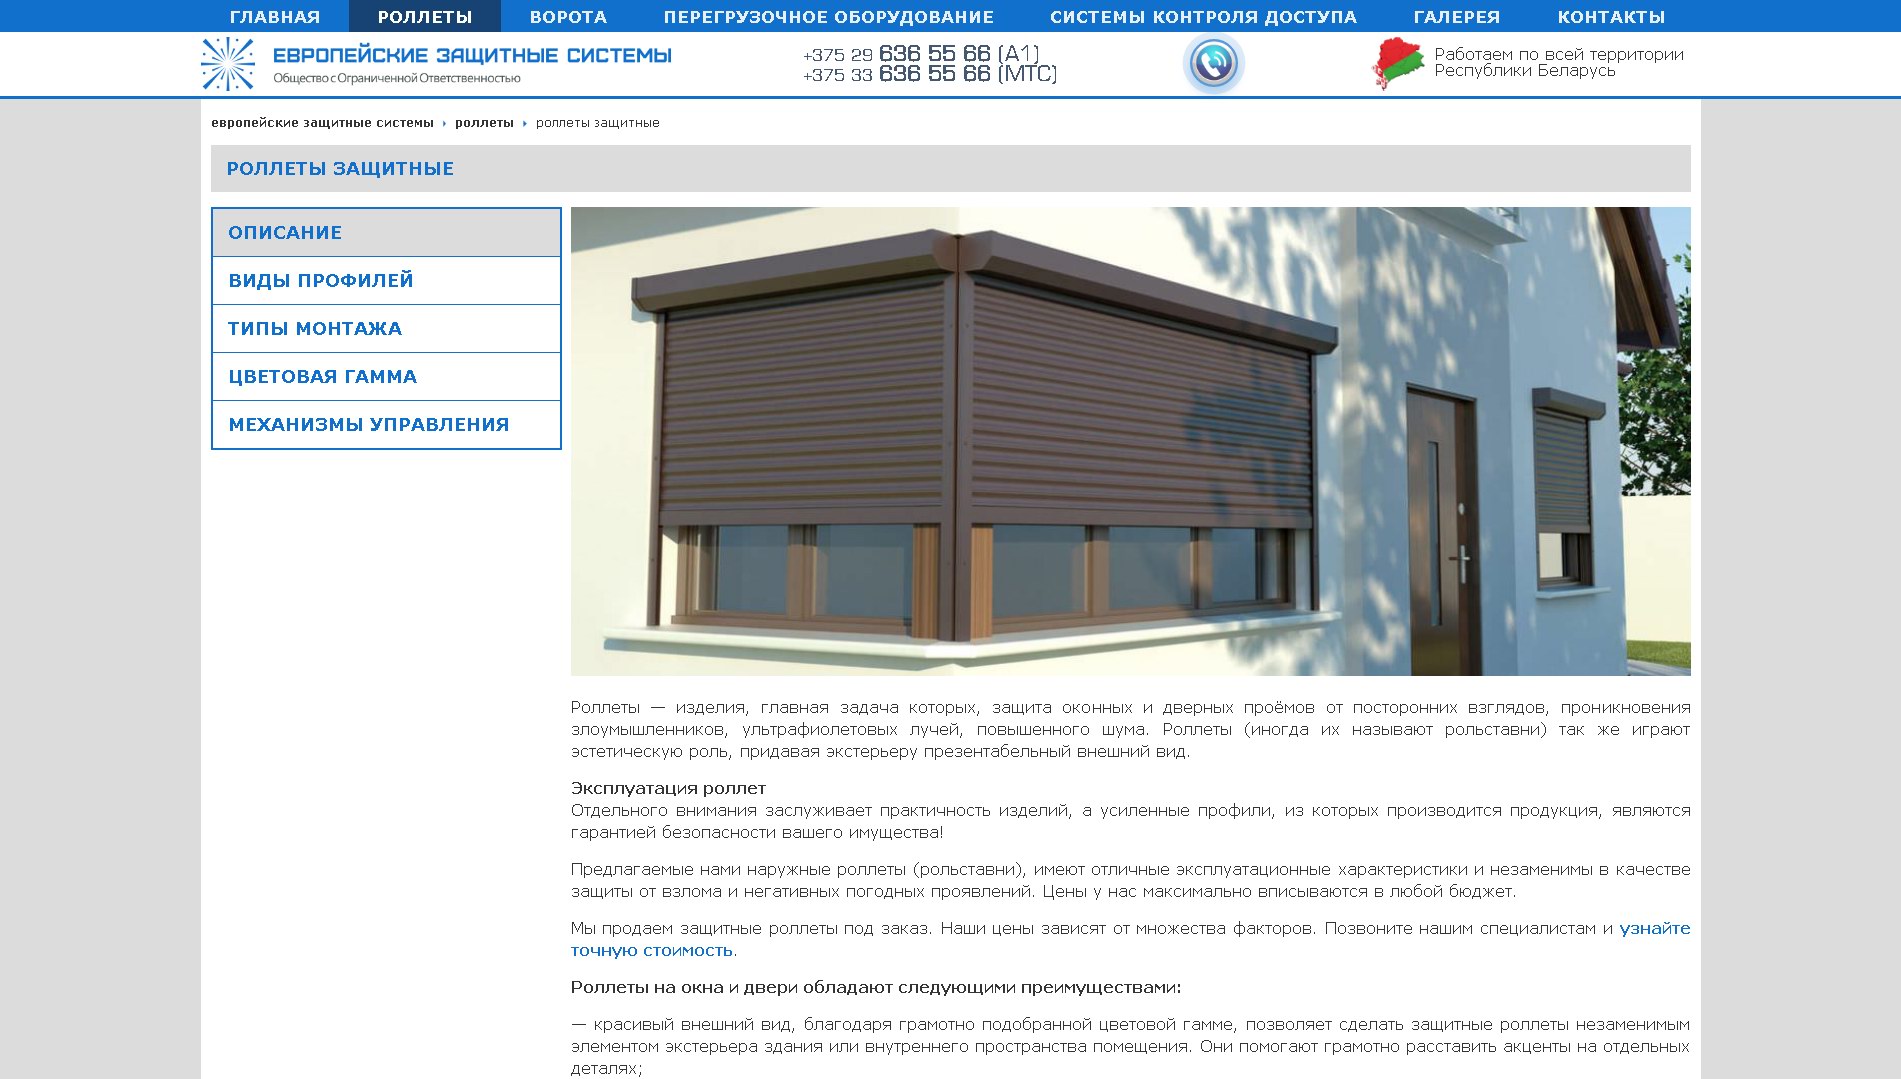 ГЛАВНАЯ РОЛЛЕТЫ ВОРОТА ПЕРЕГРУЗОЧНОЕ ОБОРУДОВАНИЕ СИСТЕМЫ КОНТРОЛЯ ДОСТУПА ГАЛЕРЕЯ КОНТАКТЫ
ЕВРОПЕЙСКИЕ ЗАЩИТНЫЕ СИСТЕМЫ
Общество с Ограниченной Ответственностью
+375 29 636 55 66 (A1)
+375 33 636 55 66 (МТС)
Работаем по всей территории
Республики Беларусь
европейские защитные системы роллеты роллеты защитные
РОЛЛЕТЫ ЗАЩИТНЫЕ
ОПИСАНИЕ
ВИДЫ ПРОФИЛЕЙ
ТИПЫ МОНТАЖА
ЦВЕТОВАЯ ГАММА
МЕХАНИЗМЫ УПРАВЛЕНИЯ
Роллеты — изделия, главная задача которых, защита оконных и дверных проёмов от посторонних взглядов, проникновения
злоумышленников, ультрафиолетовых лучей, повышенного шума. Роллеты (иногда их называют рольставни) так же играют
эстетическую роль, придавая экстерьеру презентабельный внешний вид.
Эксплуатация роллет
Отдельного внимания заслуживает практичность изделий, а усиленные профили, из которых производится продукция, являются
гарантией безопасности вашего имущества!
Предлагаемые нами наружные роллеты (рольставни), имеют отличные эксплуатационные характеристики и незаменимы в качестве
защиты от взлома и негативных погодных проявлений. Цены у нас максимально вписываются в любой бюджет.
Мы продаем защитные роллеты под заказ. Наши цены зависят от множества факторов. Позвоните нашим специалистам и узнайте
точную стоимость.
Роллеты на окна и двери обладают следующими преимуществами:
— красивый внешний вид, благодаря грамотно подобранной цветовой гамме, позволяет сделать защитные роллеты незаменимым
элементом экстерьера здания или внутреннего пространства помещения. Они помогают грамотно расставить акценты на отдельных
деталях;